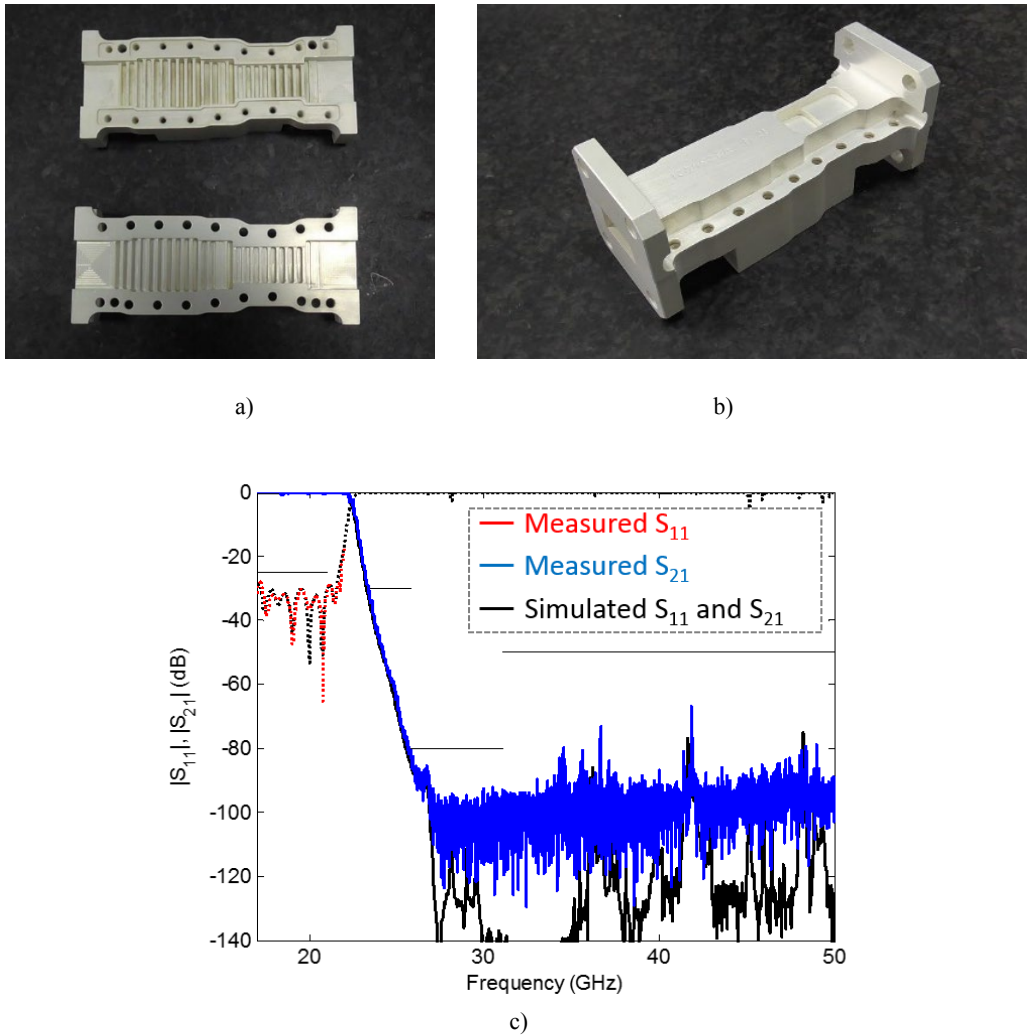 a)
b)
0
-20
-40
-60
-80
-100
-120
-140
|S11|, |S21| (dB)
Measured S11
Measured S21
Simulated S11 and S21
20
30
40
50
Frequency (GHz)
c)